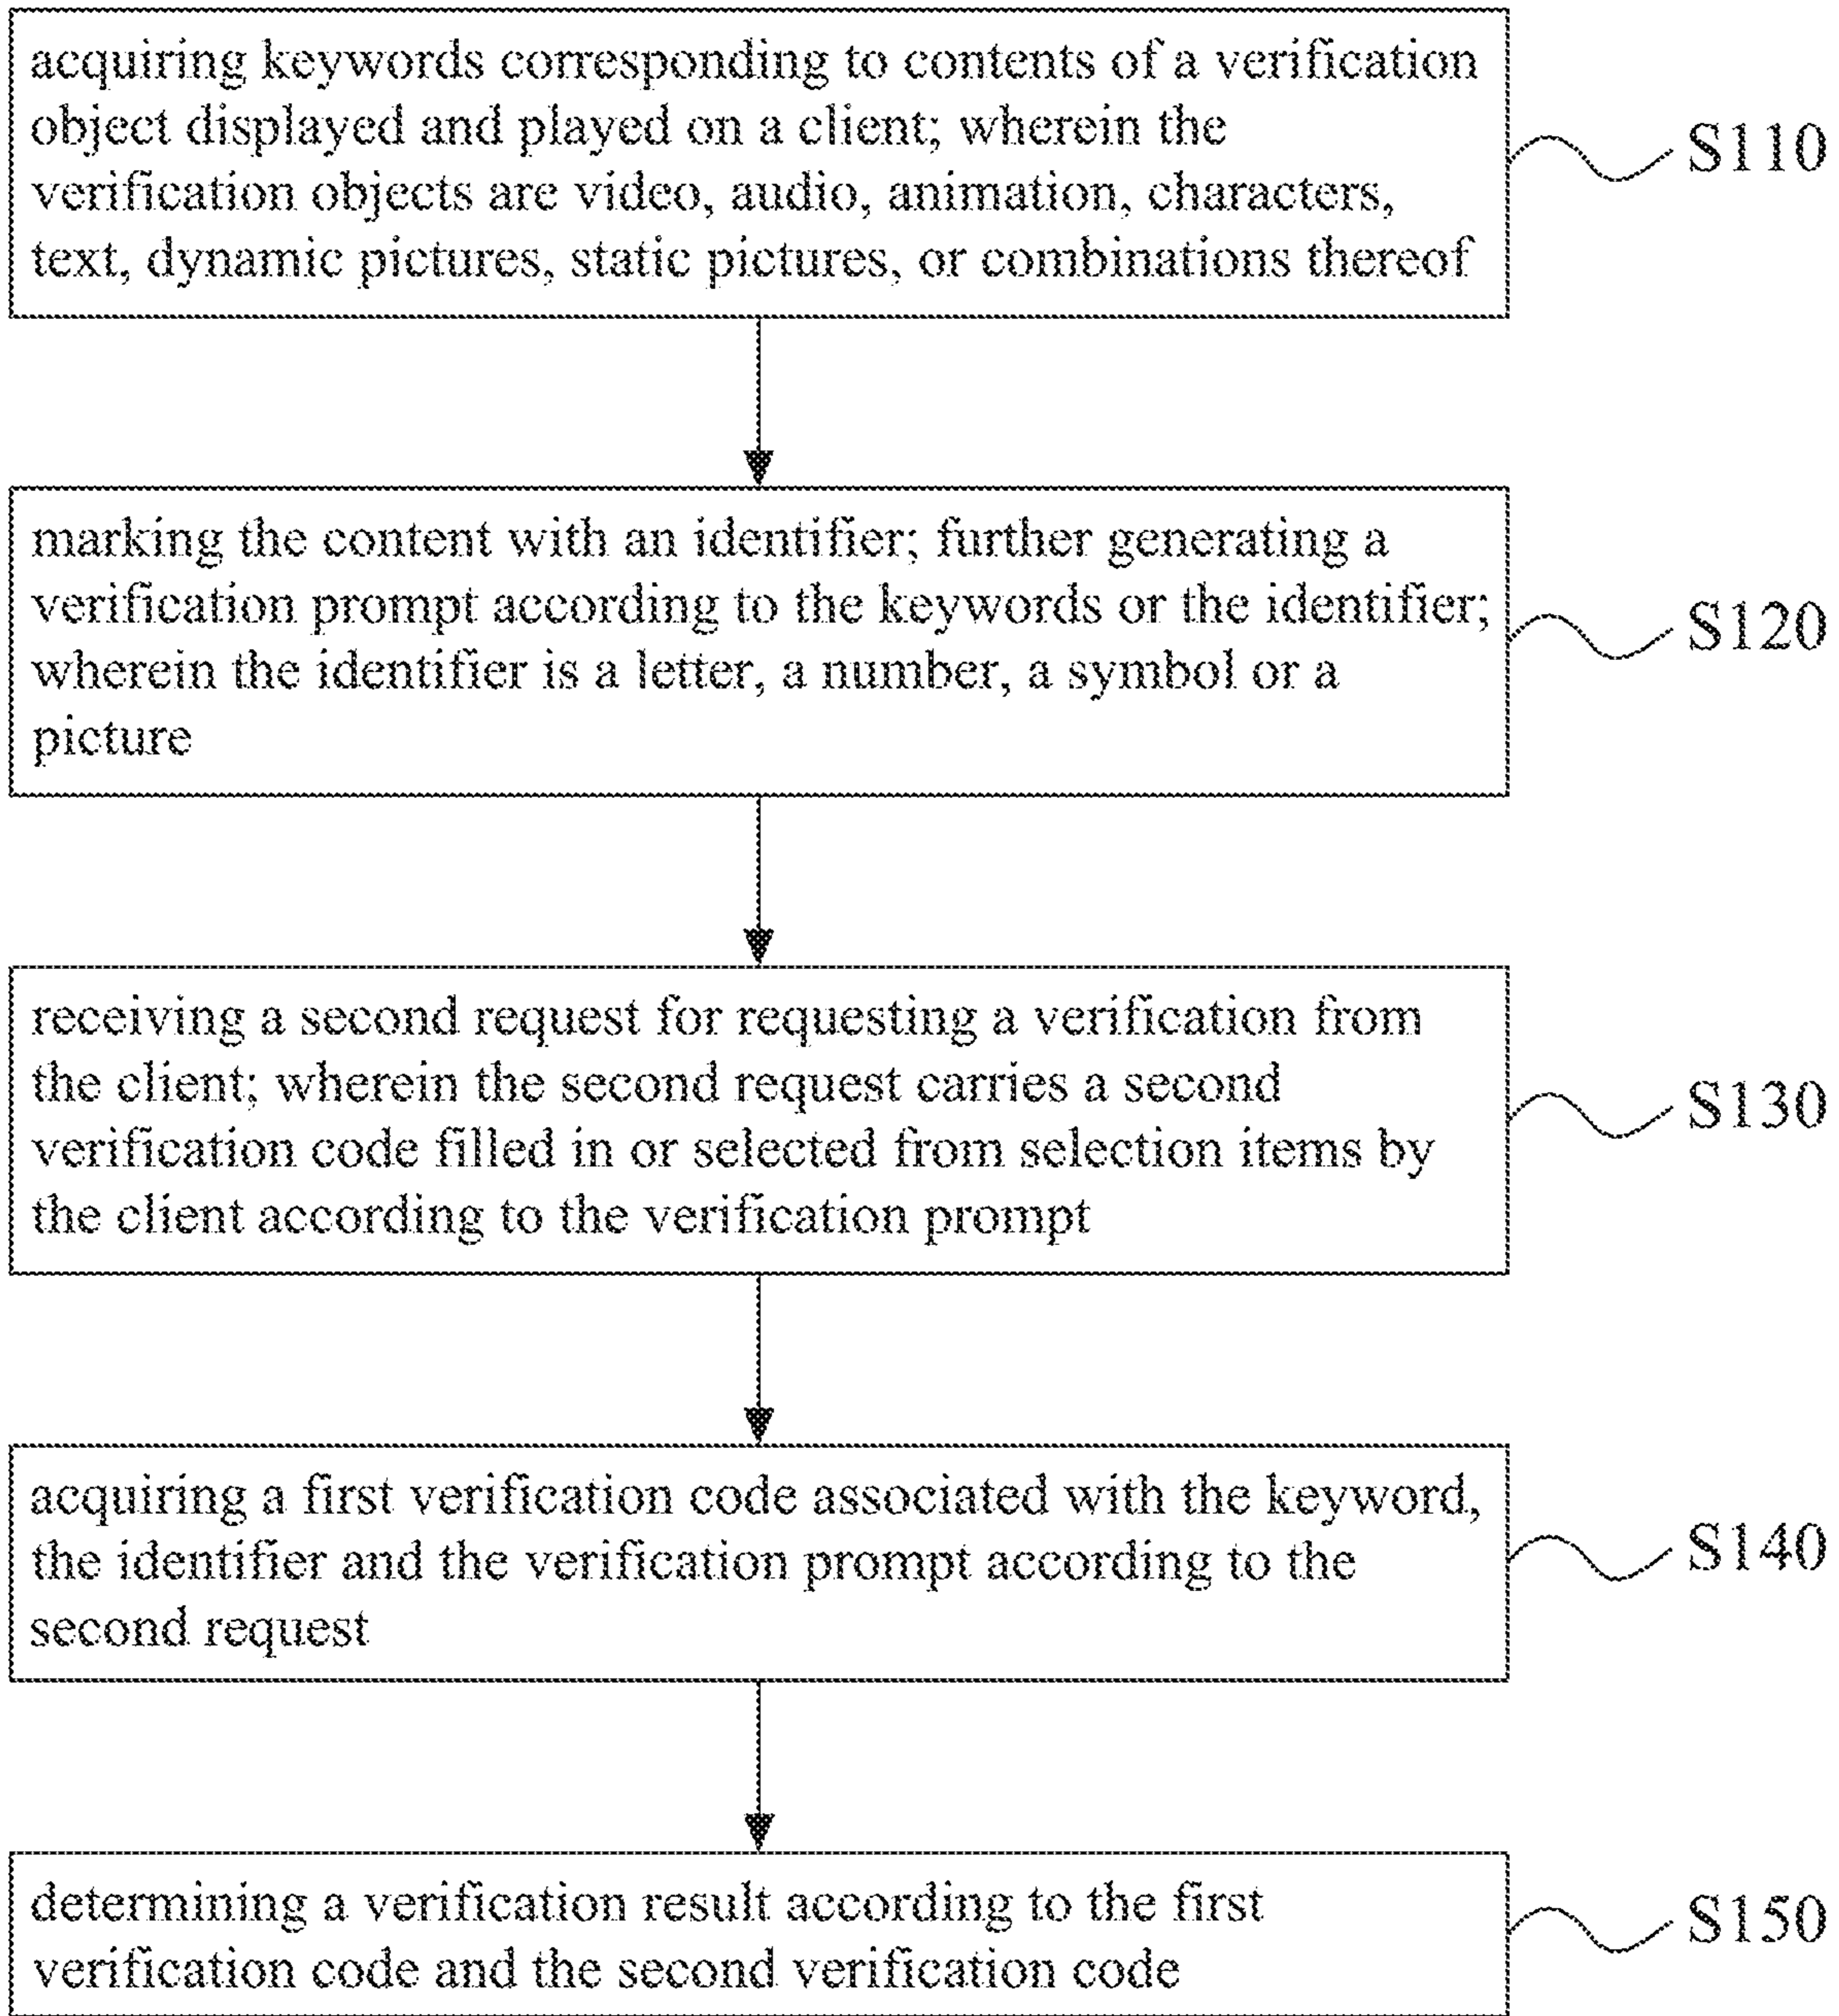 acquiring keywords corresponding to contents of a verification
object displayed and played on a client; wherein the
verification objects are video, audio, animation, characters,
text, dynamic pictures, static pictures, or combinations thereof
S110
marking the content with an identifier; further generating a
verification prompt according to the keywords or the identifier;
wherein the identifier is a letter, a number, a symbol or a
picture
S120
receiving a second request for requesting a verification from
the client; wherein the second request carries a second
verification code filled in or selected from selection items by
the client according to the verification prompt
S130
acquiring a first verification code associated with the keyword,
the identifier and the verification prompt according to the
second request
S140
determining a verification result according to the first
verification code and the second verification code
S150